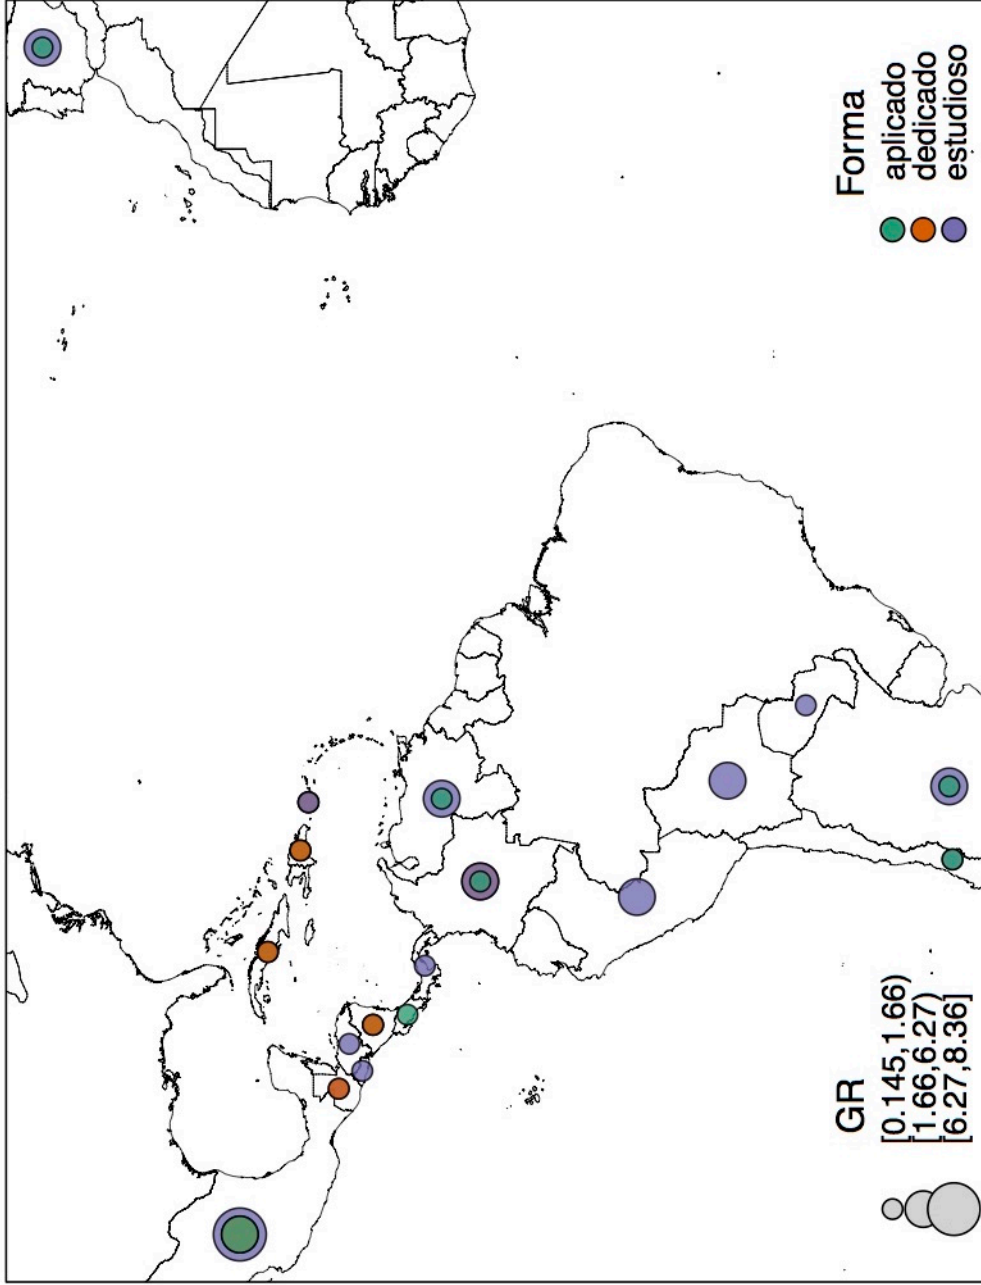 GR
[0.145,1.66)
[1.66,6.27)
[6.27,8.36]
Forma
aplicado
dedicado
estudioso